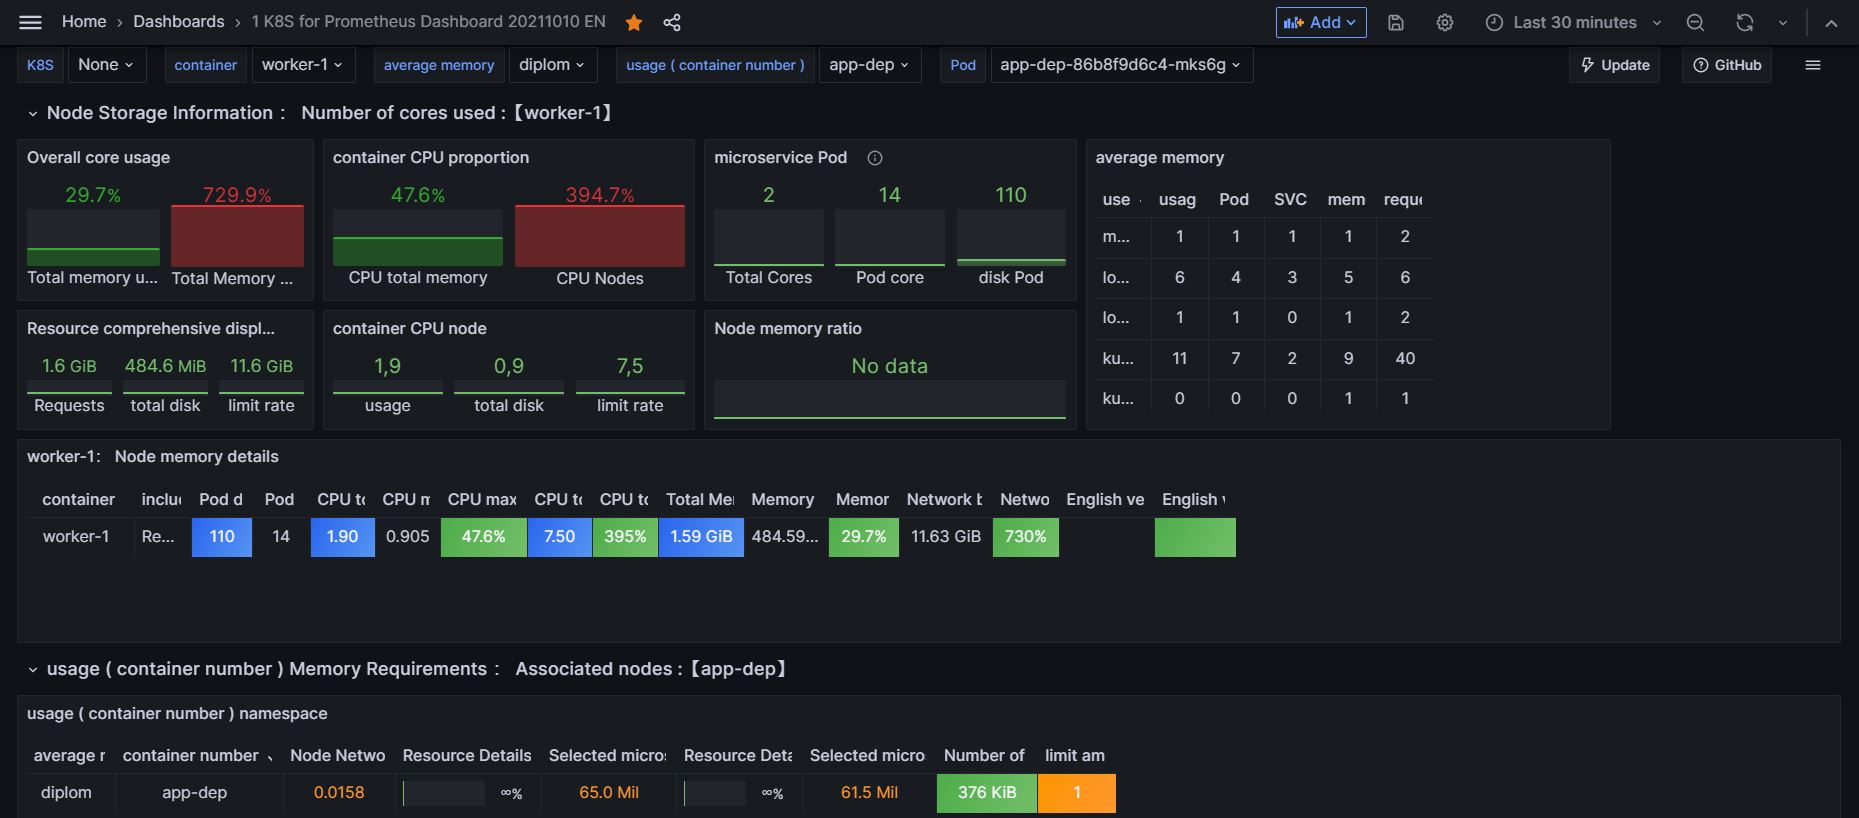 Home › Dashboards › 1 K8S for Prometheus Dashboard 20211010 EN
Add
Last 30 minutes
K8S None container worker-1 average memory diplom usage ( container number ) app-dep Pod app-dep-86b8f9d6c4-mks6g Update GitHub
Node Storage Information： Number of cores used :【worker-1】
Overall core usage
29.7% 729.9%
Total memory u... Total Memory ...
container CPU proportion
47.6% 394.7%
CPU total memory CPU Nodes
microservice Pod
2 14 110
Total Cores Pod core disk Pod
average memory
use usag Pod SVC mem reque
m... 1 1 1 1 2
lo... 6 4 3 5 6
lo... 1 1 0 1 2
ku... 11 7 2 9 40
ku... 0 0 0 1 1
Resource comprehensive displ...
1.6 GiB 484.6 MiB 11.6 GiB
Requests total disk limit rate
container CPU node
1,9 0,9 7,5
usage total disk limit rate
Node memory ratio
No data
worker-1: Node memory details
container inclu Pod d Pod CPU to CPU m CPU max CPU to CPU to Total Mei Memory Memor Network b Netwo English ve English v
worker-1 Re... 110 14 1.90 0.905 47.6% 7.50 395% 1.59 GiB 484.59... 29.7% 11.63 GiB 730%
usage ( container number ) Memory Requirements： Associated nodes :【app-dep】
usage ( container number ) namespace
average r container number Node Netwo Resource Details Selected micros Resource Deta Selected micro Number of limit am
diplom app-dep 0.0158 ∞% 65.0 Mil ∞% 61.5 Mil 376 KiB 1